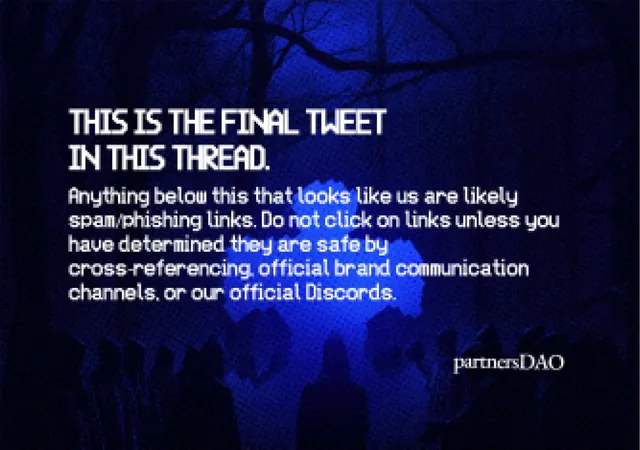 THIS IS THE FINAL TWEET
IN THIS THREAD.
Anything below this that looks like us are likely
spam/phishing links. Do not click on links unless you
have determined they are safe by
cross-referencing, official brand communication
channels, or our official Discords.
partnersDAO